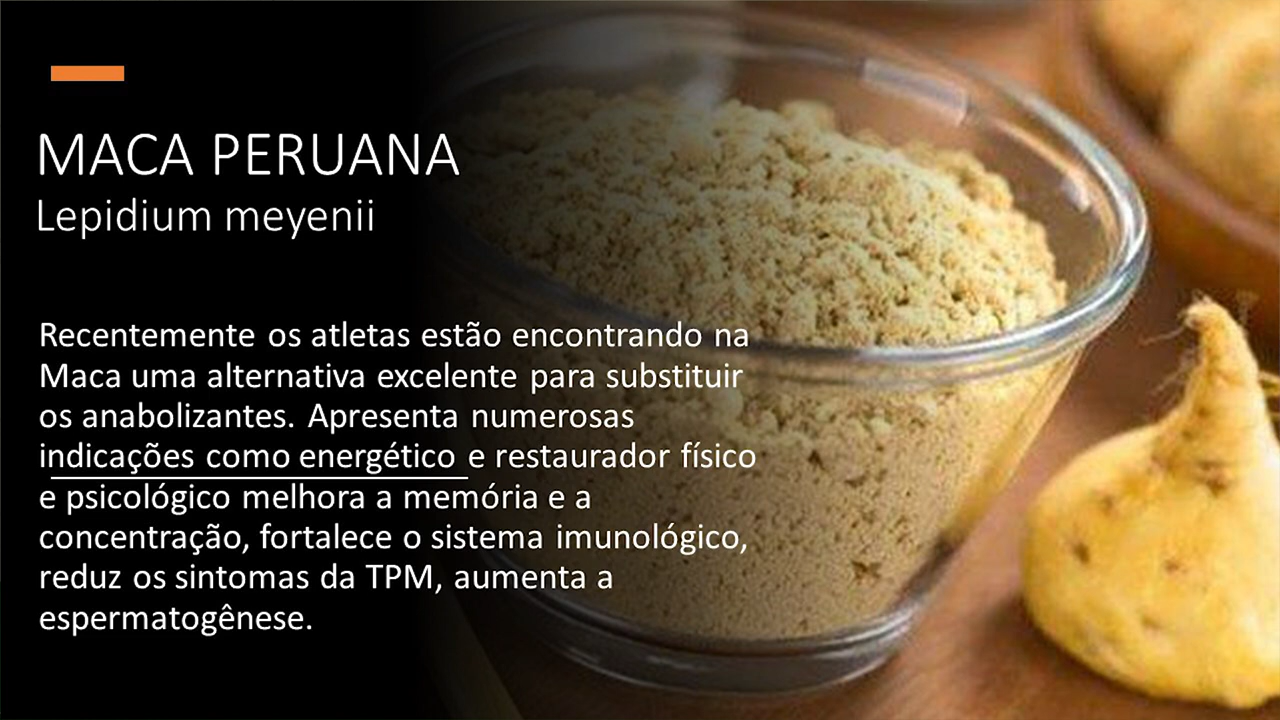 MACA PERUANA
Lepidium meyenii
Recentemente os atletas estão encontrando na
Maca uma alternativa excelente para substituir
os anabolizantes. Apresenta numerosas
indicações como energético e restaurador físico
e psicológico melhora a memória e a
concentração, fortalece o sistema imunológico,
reduz os sintomas da TPM, aumenta a
espermatogênese.